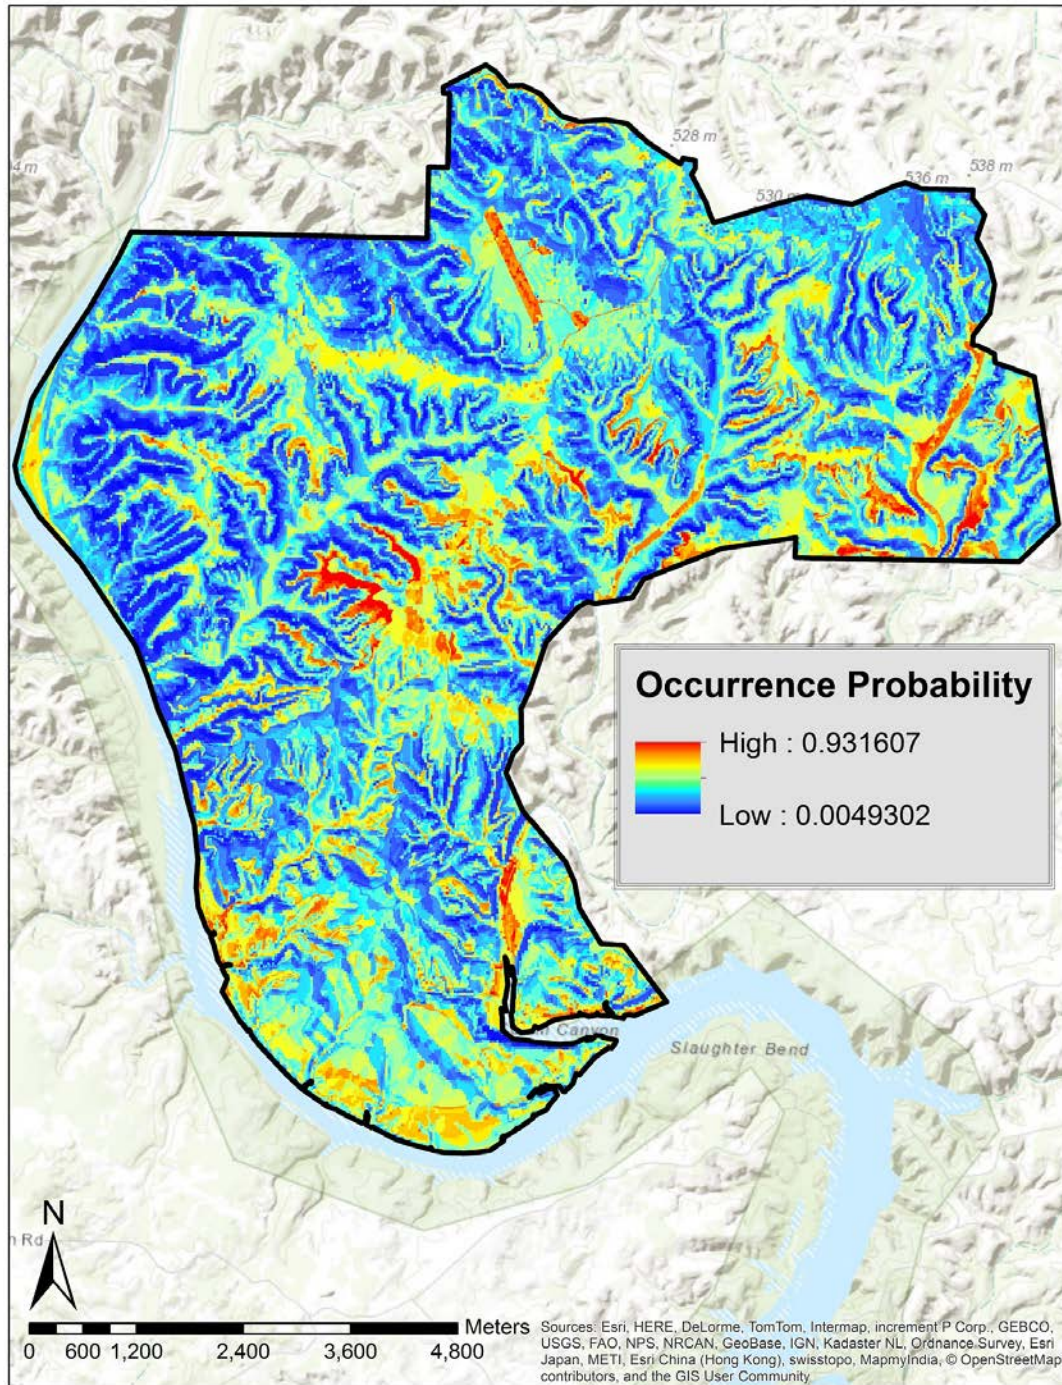 528 m
538 m
536 m
530 m
4 m
Occurrence Probability
High : 0.931607
Low : 0.0049302
Canyon
Slaughter Bend
N
Rd
Meters
0 600 1,200 2,400 3,600 4,800
Sources: Esri, HERE, DeLorme, TomTom, Intermap, increment P Corp., GEBCO,
USGS, FAO, NPS, NRCAN, GeoBase, IGN, Kadaster NL, Ordnance Survey, Esri
Japan, METI, Esri China (Hong Kong), swisstopo, MapmyIndia, © OpenStreetMap
contributors, and the GIS User Community